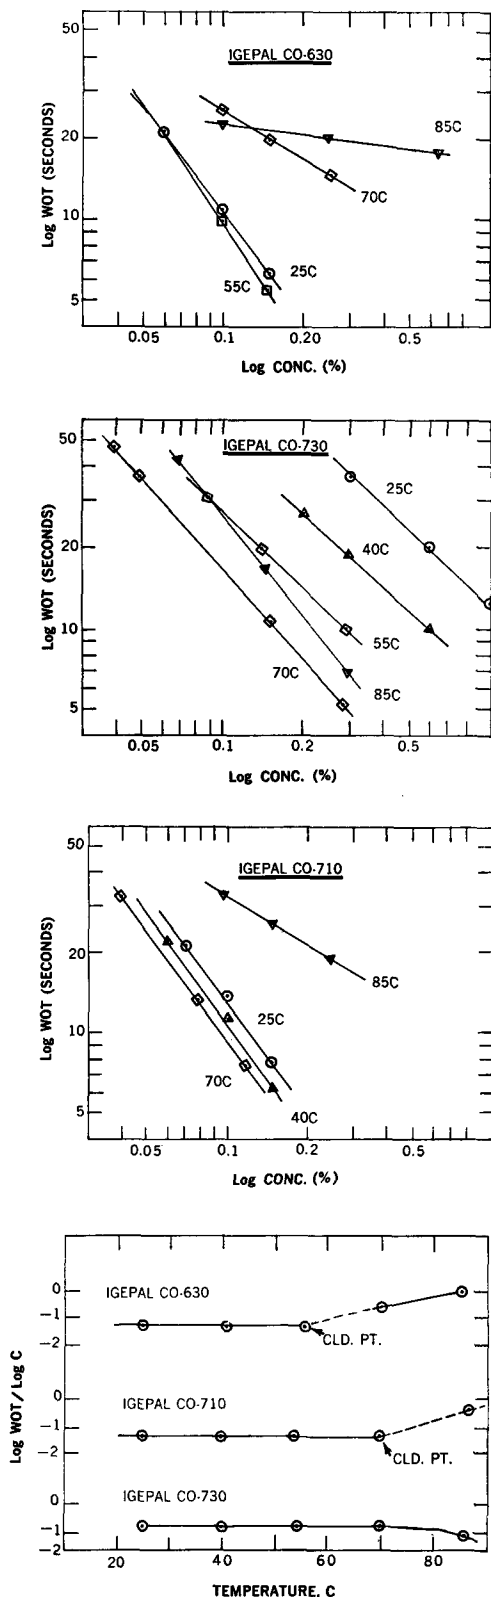 IGEPAL CO-630
Log WOT (SECONDS)
20
10
5
85C
70C
25C
55C
0.05
0.1
0.20
0.5
Log CONC. (%)
IGEPAL CO-730
Log WOT (SECONDS)
50
20
10
5
25C
40C
55C
70C
85C
0.05
0.1
0.2
0.5
Log CONC. (%)
IGEPAL CO-710
Log WOT (SECONDS)
50
20
10
5
85C
25C
70C
40C
0.05
0.1
0.2
Log CONC. (%)
Log WOT/Log C
0
-1
-2
IGEPAL CO-630
CLD. PT.
0
-1
-2
IGEPAL CO-710
CLD. PT.
0
-1
-2
IGEPAL CO-730
20
40
60
80
TEMPERATURE, C